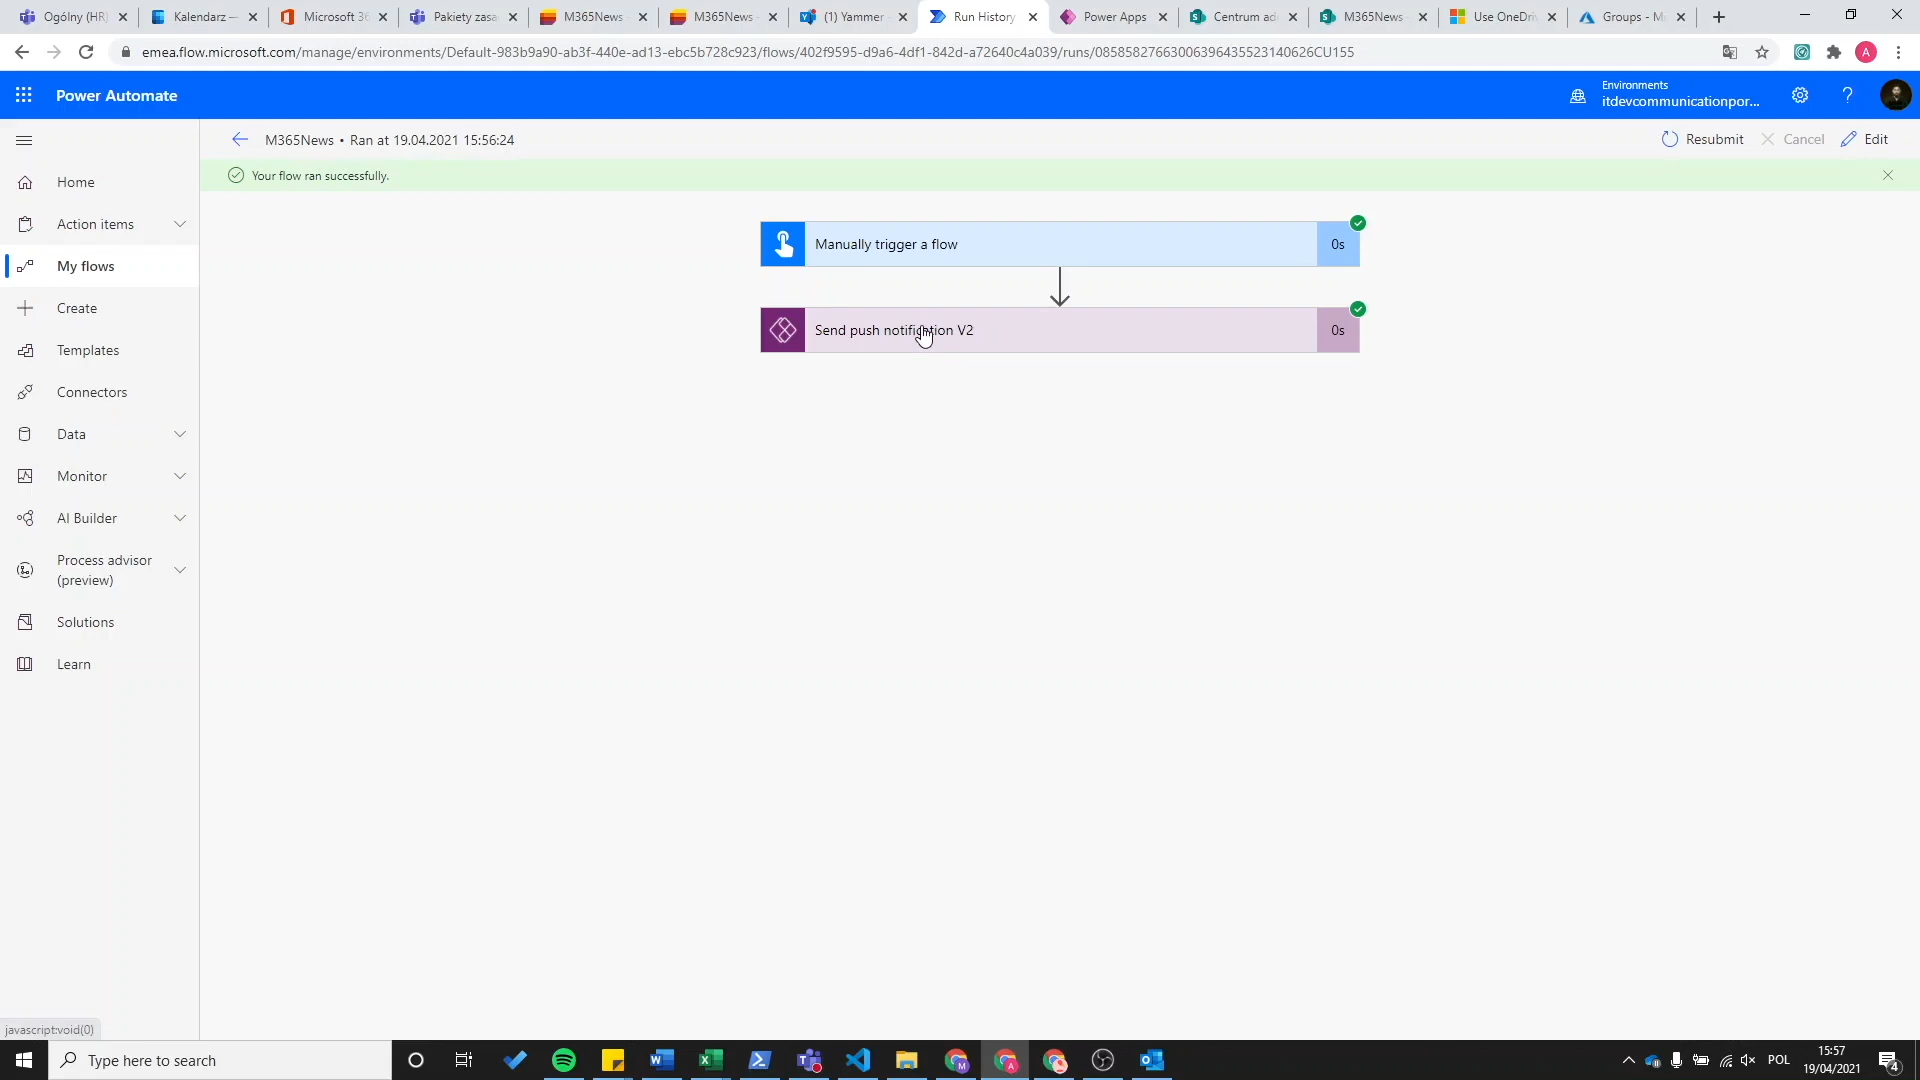 Ogólny (HR)
Kalendarz —
Microsoft 36
Pakiety zasa
M365News
M365News -
(1) Yammer
Run History
Power Apps
Centrum ad
M365News
Use OneDriv
Groups - Mi
emea.flow.microsoft.com/manage/environments/Default-983b9a90-ab3f-440e-ad13-ebc5b728c923/flows/402f9595-d9a6-4df1-842d-a72640c4a039/runs/08585827663006396435523140626CU155
A
Power Automate
Environments
itdevcommunicationpor...
?
M365News • Ran at 19.04.2021 15:56:24
Resubmit
Cancel
Edit
Your flow ran successfully.
Home
Action items
My flows
Create
Templates
Connectors
Data
Monitor
AI Builder
Process advisor
(preview)
Solutions
Learn
Manually trigger a flow
0s
Send push notification V2
0s
javascript:void(0)
Type here to search
POL
15:57
19/04/2021
4